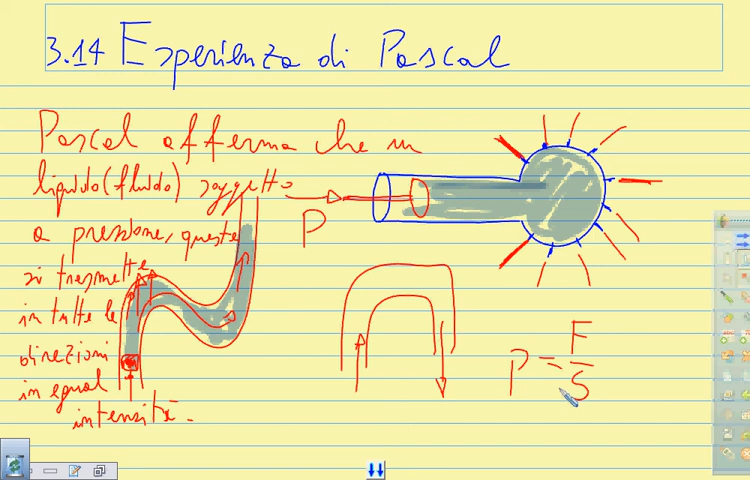 3.14 Esperienza di Pascal
Pascal afferma che un
liquido (fluido) soggetto
a pressione, questa
si trasmette
in tutte le
direzioni
in egual
intensità.
P
P = F
S